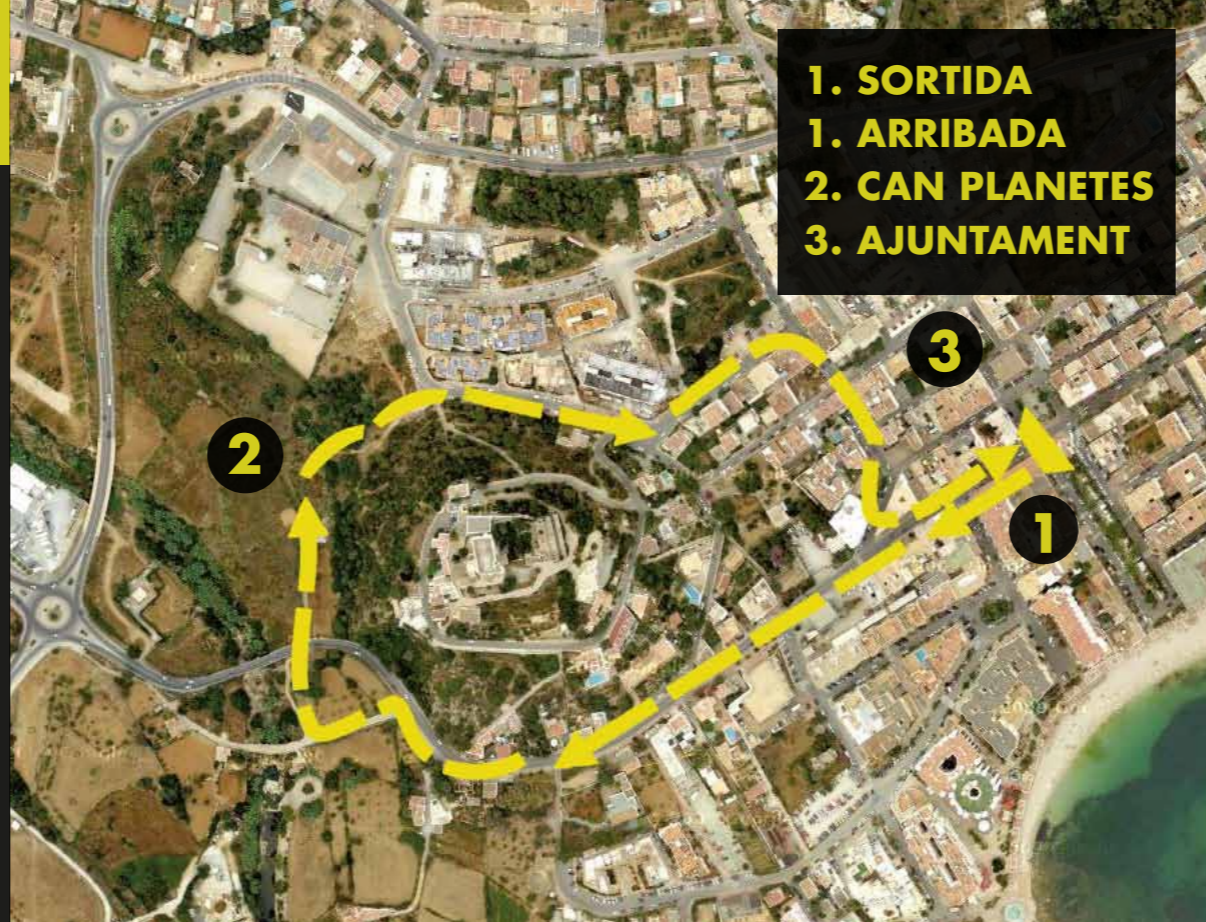 1. SORTIDA
1. ARRIBADA
2. CAN PLANETES
3. AJUNTAMENT
3
2
1